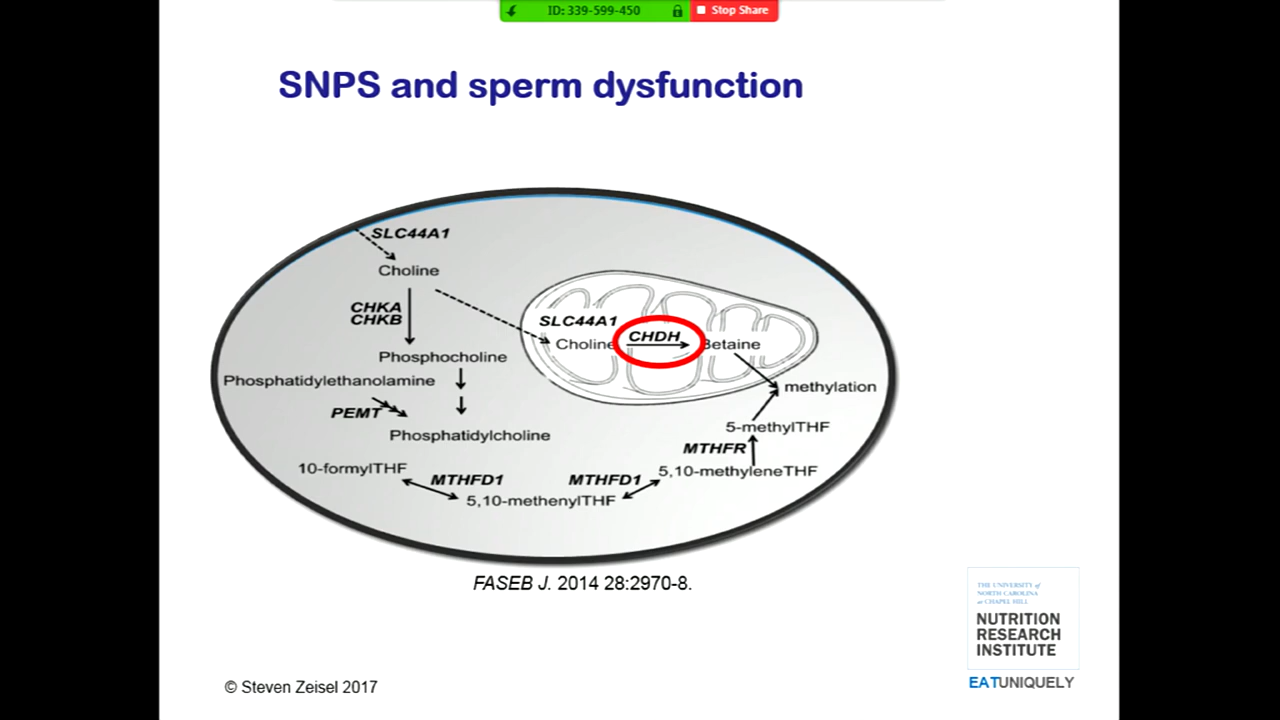 ID: 339-599-450
Stop Share
SNPS and sperm dysfunction
SLC44A1
Choline
CHKA
CHKB
Phosphocholine
Phosphatidylethanolamine
PEMT
Phosphatidylcholine
10-formylTHF
MTHFD1
5,10-methenylTHF
MTHFD1
5,10-methyleneTHF
MTHFR
5-methylTHF
methylation
SLC44A1
Choline
CHDH
Betaine
FASEB J. 2014 28:2970-8.
THE UNIVERSITY of
NORTH CAROLINA
at CHAPEL HILL
NUTRITION
RESEARCH
INSTITUTE
EATUNIQUELY
© Steven Zeisel 2017